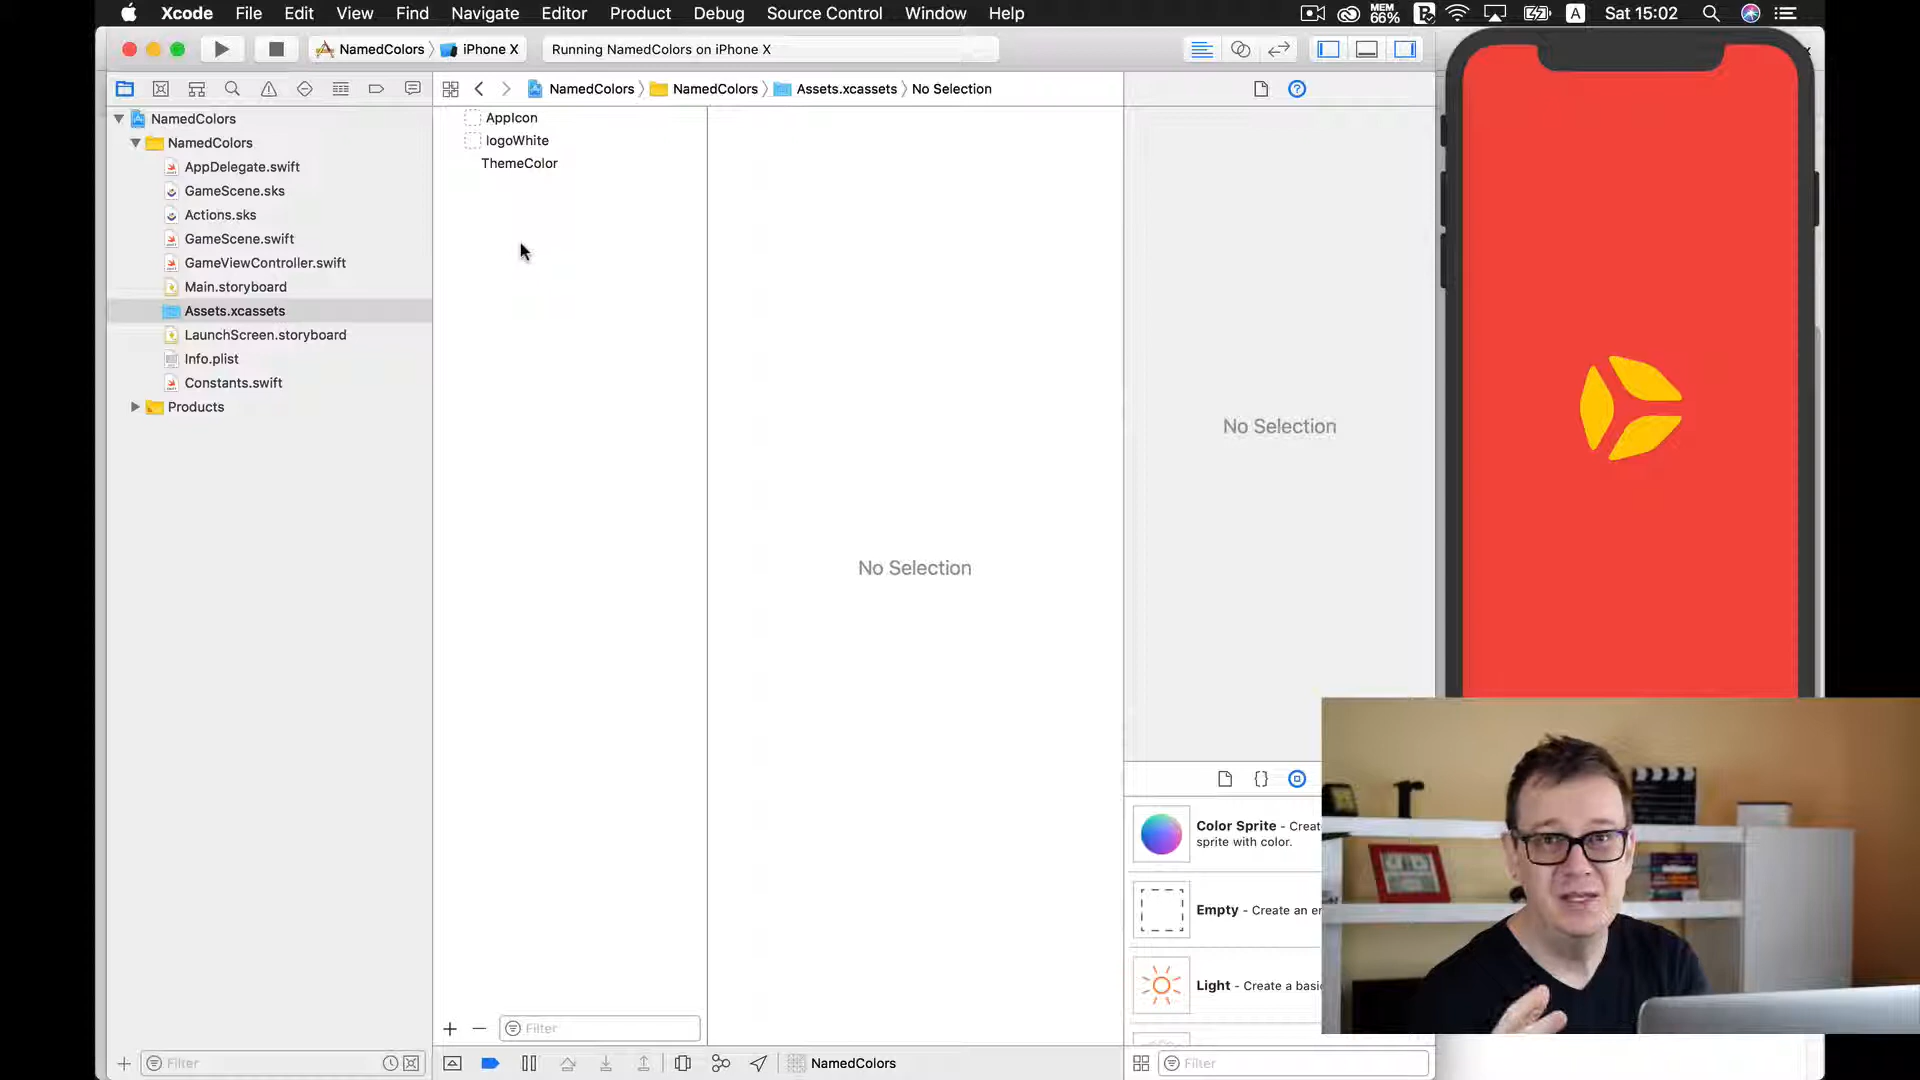 Xcode File Edit View Find Navigate Editor Product Debug Source Control Window Help MEM 66% A Sat 15:02
NamedColors iPhone X Running NamedColors on iPhone X
NamedColors NamedColors Assets.xcassets No Selection
NamedColors
NamedColors
AppDelegate.swift
GameScene.sks
Actions.sks
GameScene.swift
GameViewController.swift
Main.storyboard
Assets.xcassets
LaunchScreen.storyboard
Info.plist
Constants.swift
Products
AppIcon
logoWhite
ThemeColor
No Selection
No Selection
Color Sprite - Creat
sprite with color.
Empty - Create an e
Light - Create a basi
Filter
Filter
NamedColors
Filter